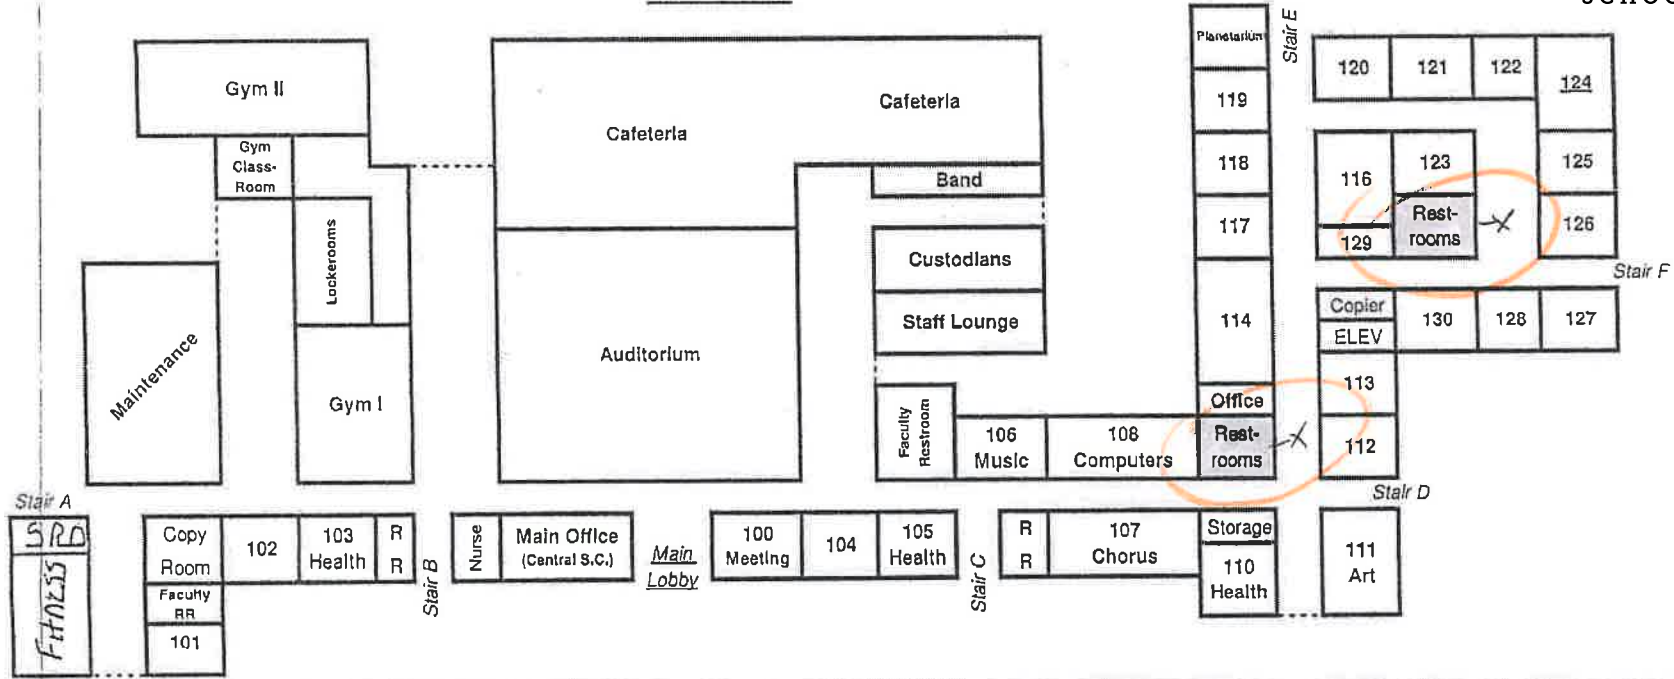 Planetarium
Stair E
120
121
122
124
Gym II
Cafeteria
Cafeteria
119
Gym
Class-
Room
118
116
123
125
Band
117
Rest-
rooms
X
126
129
Lockerooms
Custodians
Stair F
Maintenance
Staff Lounge
114
Copier
ELEV
130
128
127
Auditorium
113
Gym I
Office
Faculty
Restroom
106
Music
108
Computers
Rest-
rooms
X
112
Stair A
Stair D
SRD
Fitness
Copy
Room
102
103
Health
R
R
Stair B
Nurse
Main Office
(Central S.C.)
Main
Lobby
100
Meeting
104
105
Health
Stair C
R
R
107
Chorus
Storage
110
Health
111
Art
Faculty
RR
101